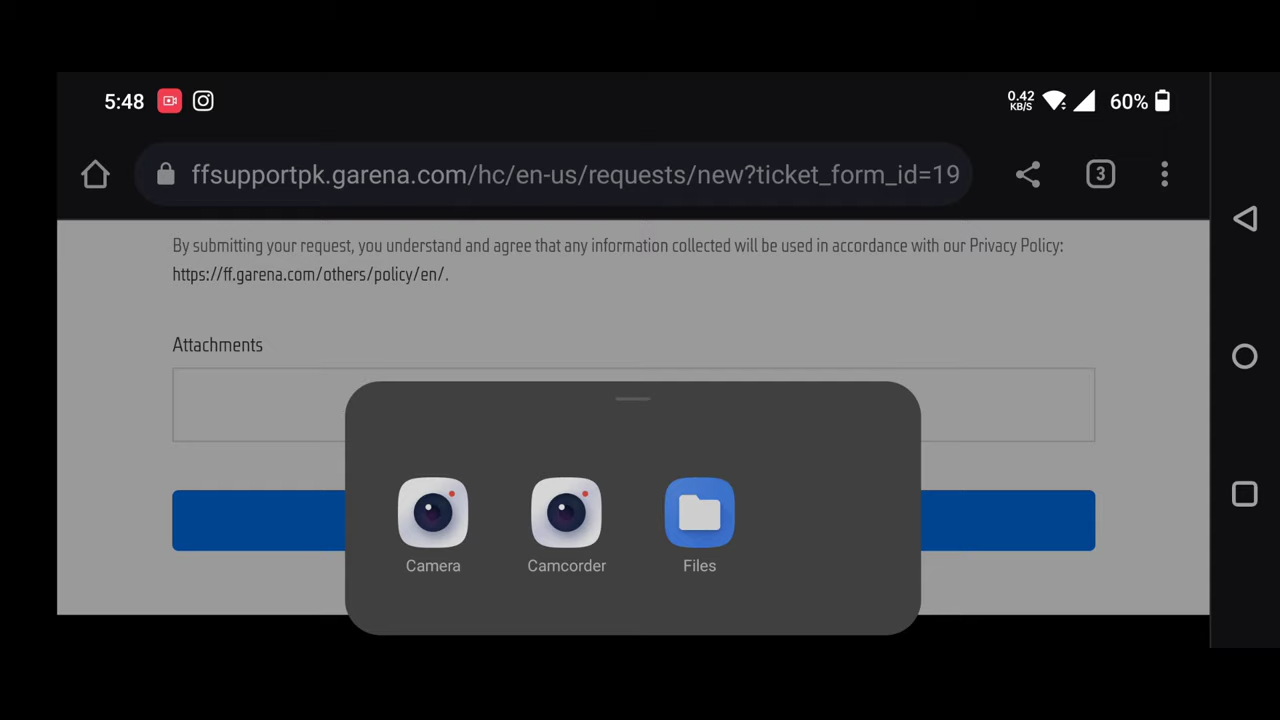 5:48
0.42
KB/S
60%
ffsupportpk.garena.com/hc/en-us/requests/new?ticket_form_id=19
3
By submitting your request, you understand and agree that any information collected will be used in accordance with our Privacy Policy:
https://ff.garena.com/others/policy/en/.
Attachments
Camera
Camcorder
Files